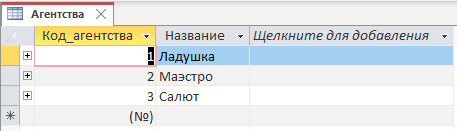 Агентства
Код_агентства Название Щелкните для добавления
1 Ладушка
2 Маэстро
3 Салют
(№)